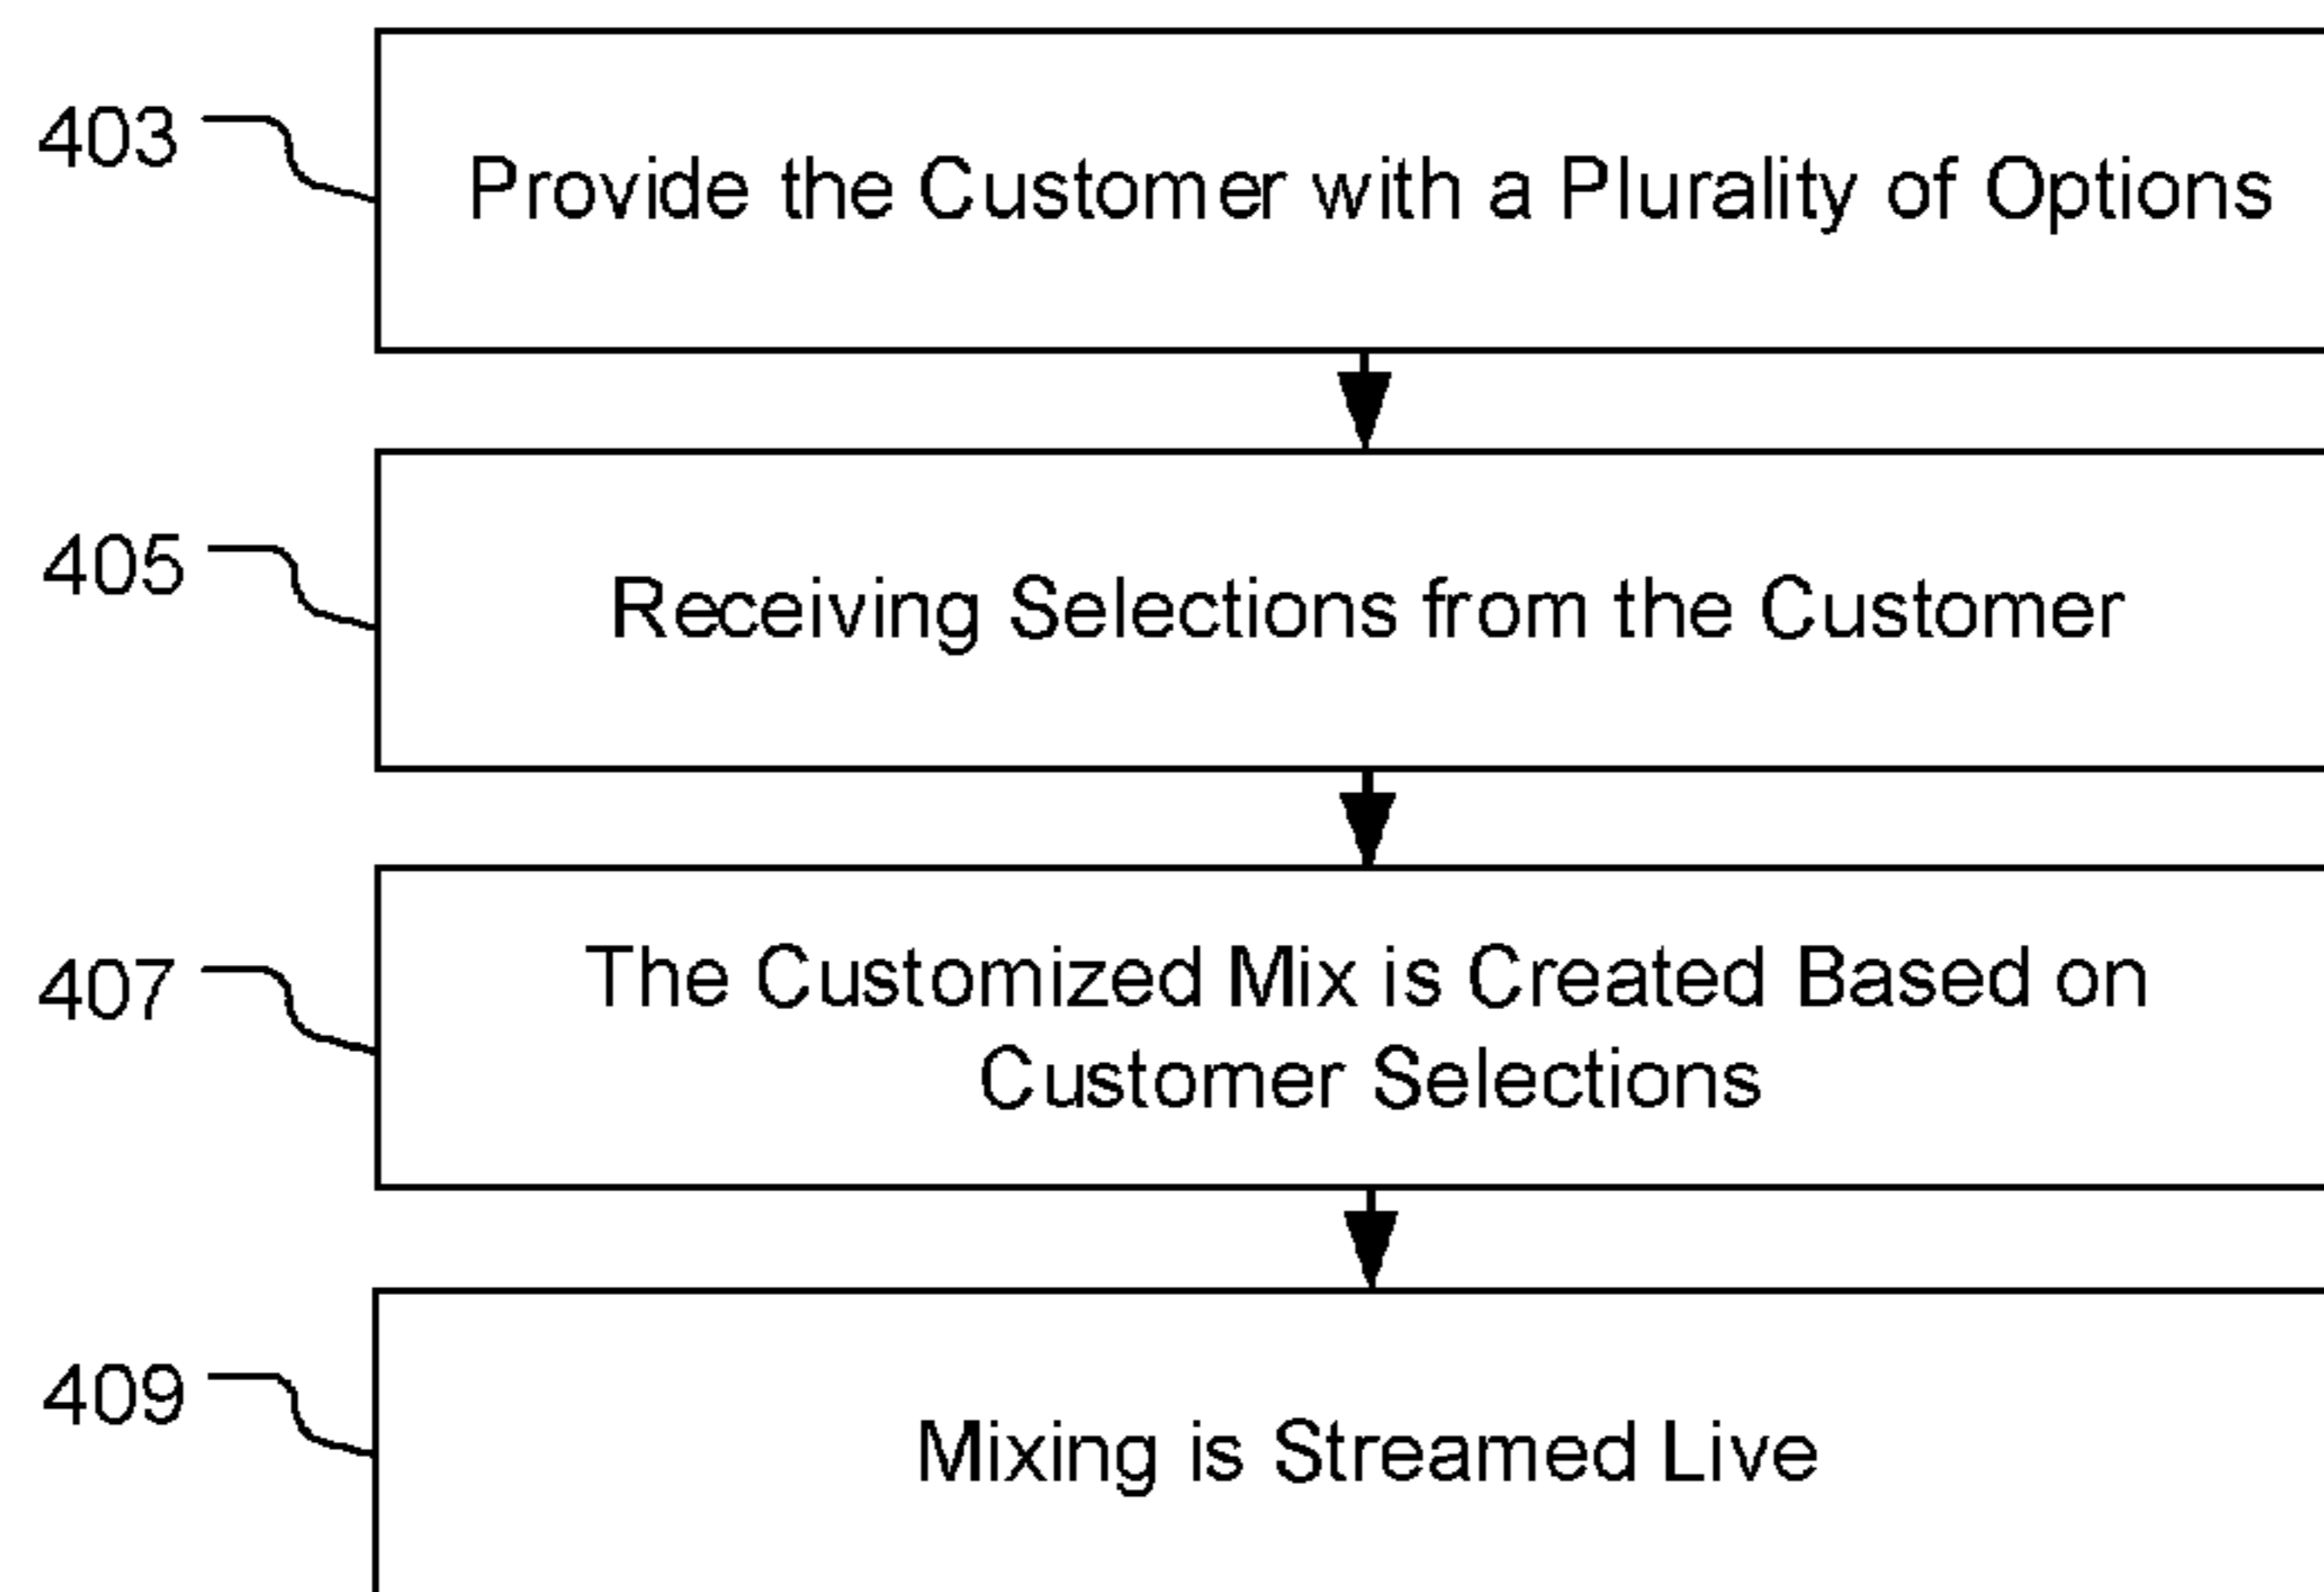 403
Provide the Customer with a Plurality of Options
405
Receiving Selections from the Customer
407
The Customized Mix is Created Based on
Customer Selections
409
Mixing is Streamed Live